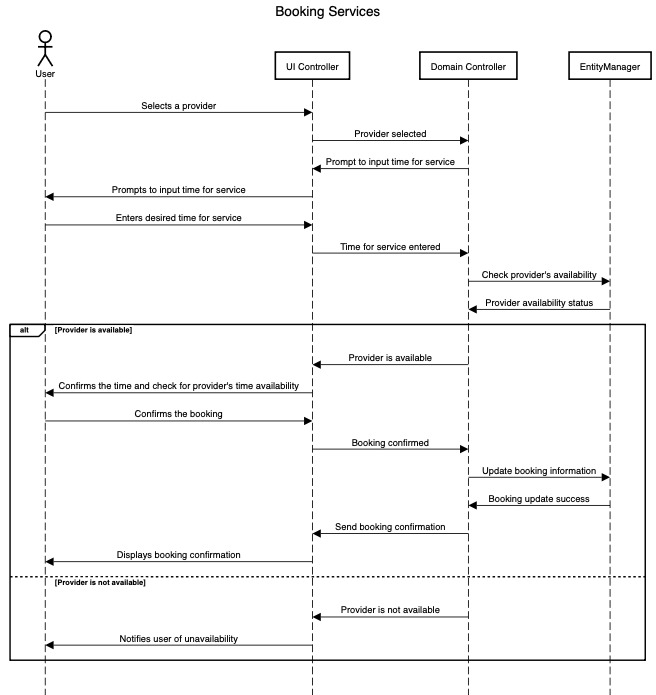 Booking Services
User
UI Controller
Domain Controller
EntityManager
Selects a provider
Provider selected
Prompt to input time for service
Prompts to input time for service
Enters desired time for service
Time for service entered
Check provider's availability
Provider availability status
alt [Provider is available]
Provider is available
Confirms the time and check for provider's time availability
Confirms the booking
Booking confirmed
Update booking information
Booking update success
Send booking confirmation
Displays booking confirmation
[Provider is not available]
Provider is not available
Notifies user of unavailability